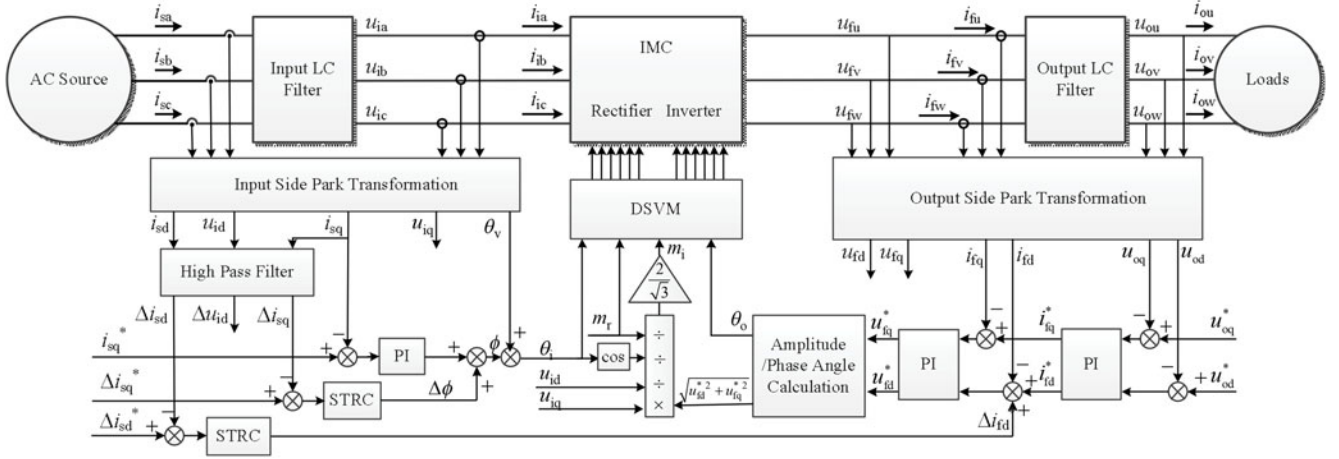 i_sa
i_sb
i_sc
AC Source
Input LC
Filter
u_ia
u_ib
u_ic
i_ia
i_ib
i_ic
IMC
Rectifier Inverter
u_fu
u_fv
u_fw
i_fu
i_fv
i_fw
Output LC
Filter
u_ou
u_ov
u_ow
i_ou
i_ov
i_ow
Loads
Input Side Park Transformation
DSVM
Output Side Park Transformation
i_sd
u_id
i_sq
u_iq
θ_v
m_i
u_fd
u_fq
i_fq
i_fd
u_oq
u_od
High Pass Filter
2
√3
Δi_sd
Δu_id
Δi_sq
m_r
θ_o
i_sq*
−
+
PI
+
ϕ
+
+
θ_i
cos
÷
÷
÷
×
Amplitude
/Phase Angle
Calculation
u_fq*
PI
−
+
i_fq*
PI
−
+
u_oq*
Δi_sq*
−
+
STRC
Δϕ
+
u_id
u_iq
√u_fd*² + u_fq*²
u_fd*
−
+
+
i_fd*
−
+
u_od*
Δi_sd*
−
+
STRC
Δi_fd